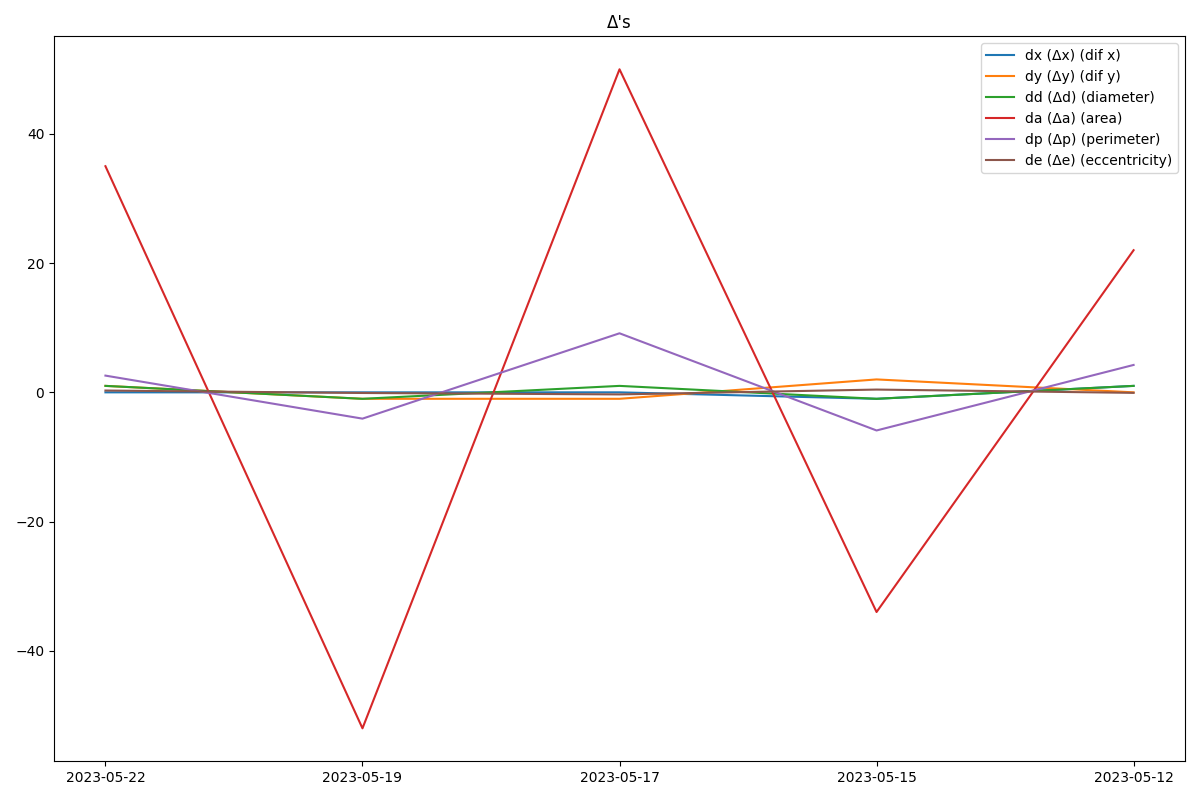 Δ's
dx (Δx) (dif x)
dy (Δy) (dif y)
dd (Δd) (diameter)
da (Δa) (area)
dp (Δp) (perimeter)
de (Δe) (eccentricity)
40
20
0
−20
−40
2023-05-22 2023-05-19 2023-05-17 2023-05-15 2023-05-12